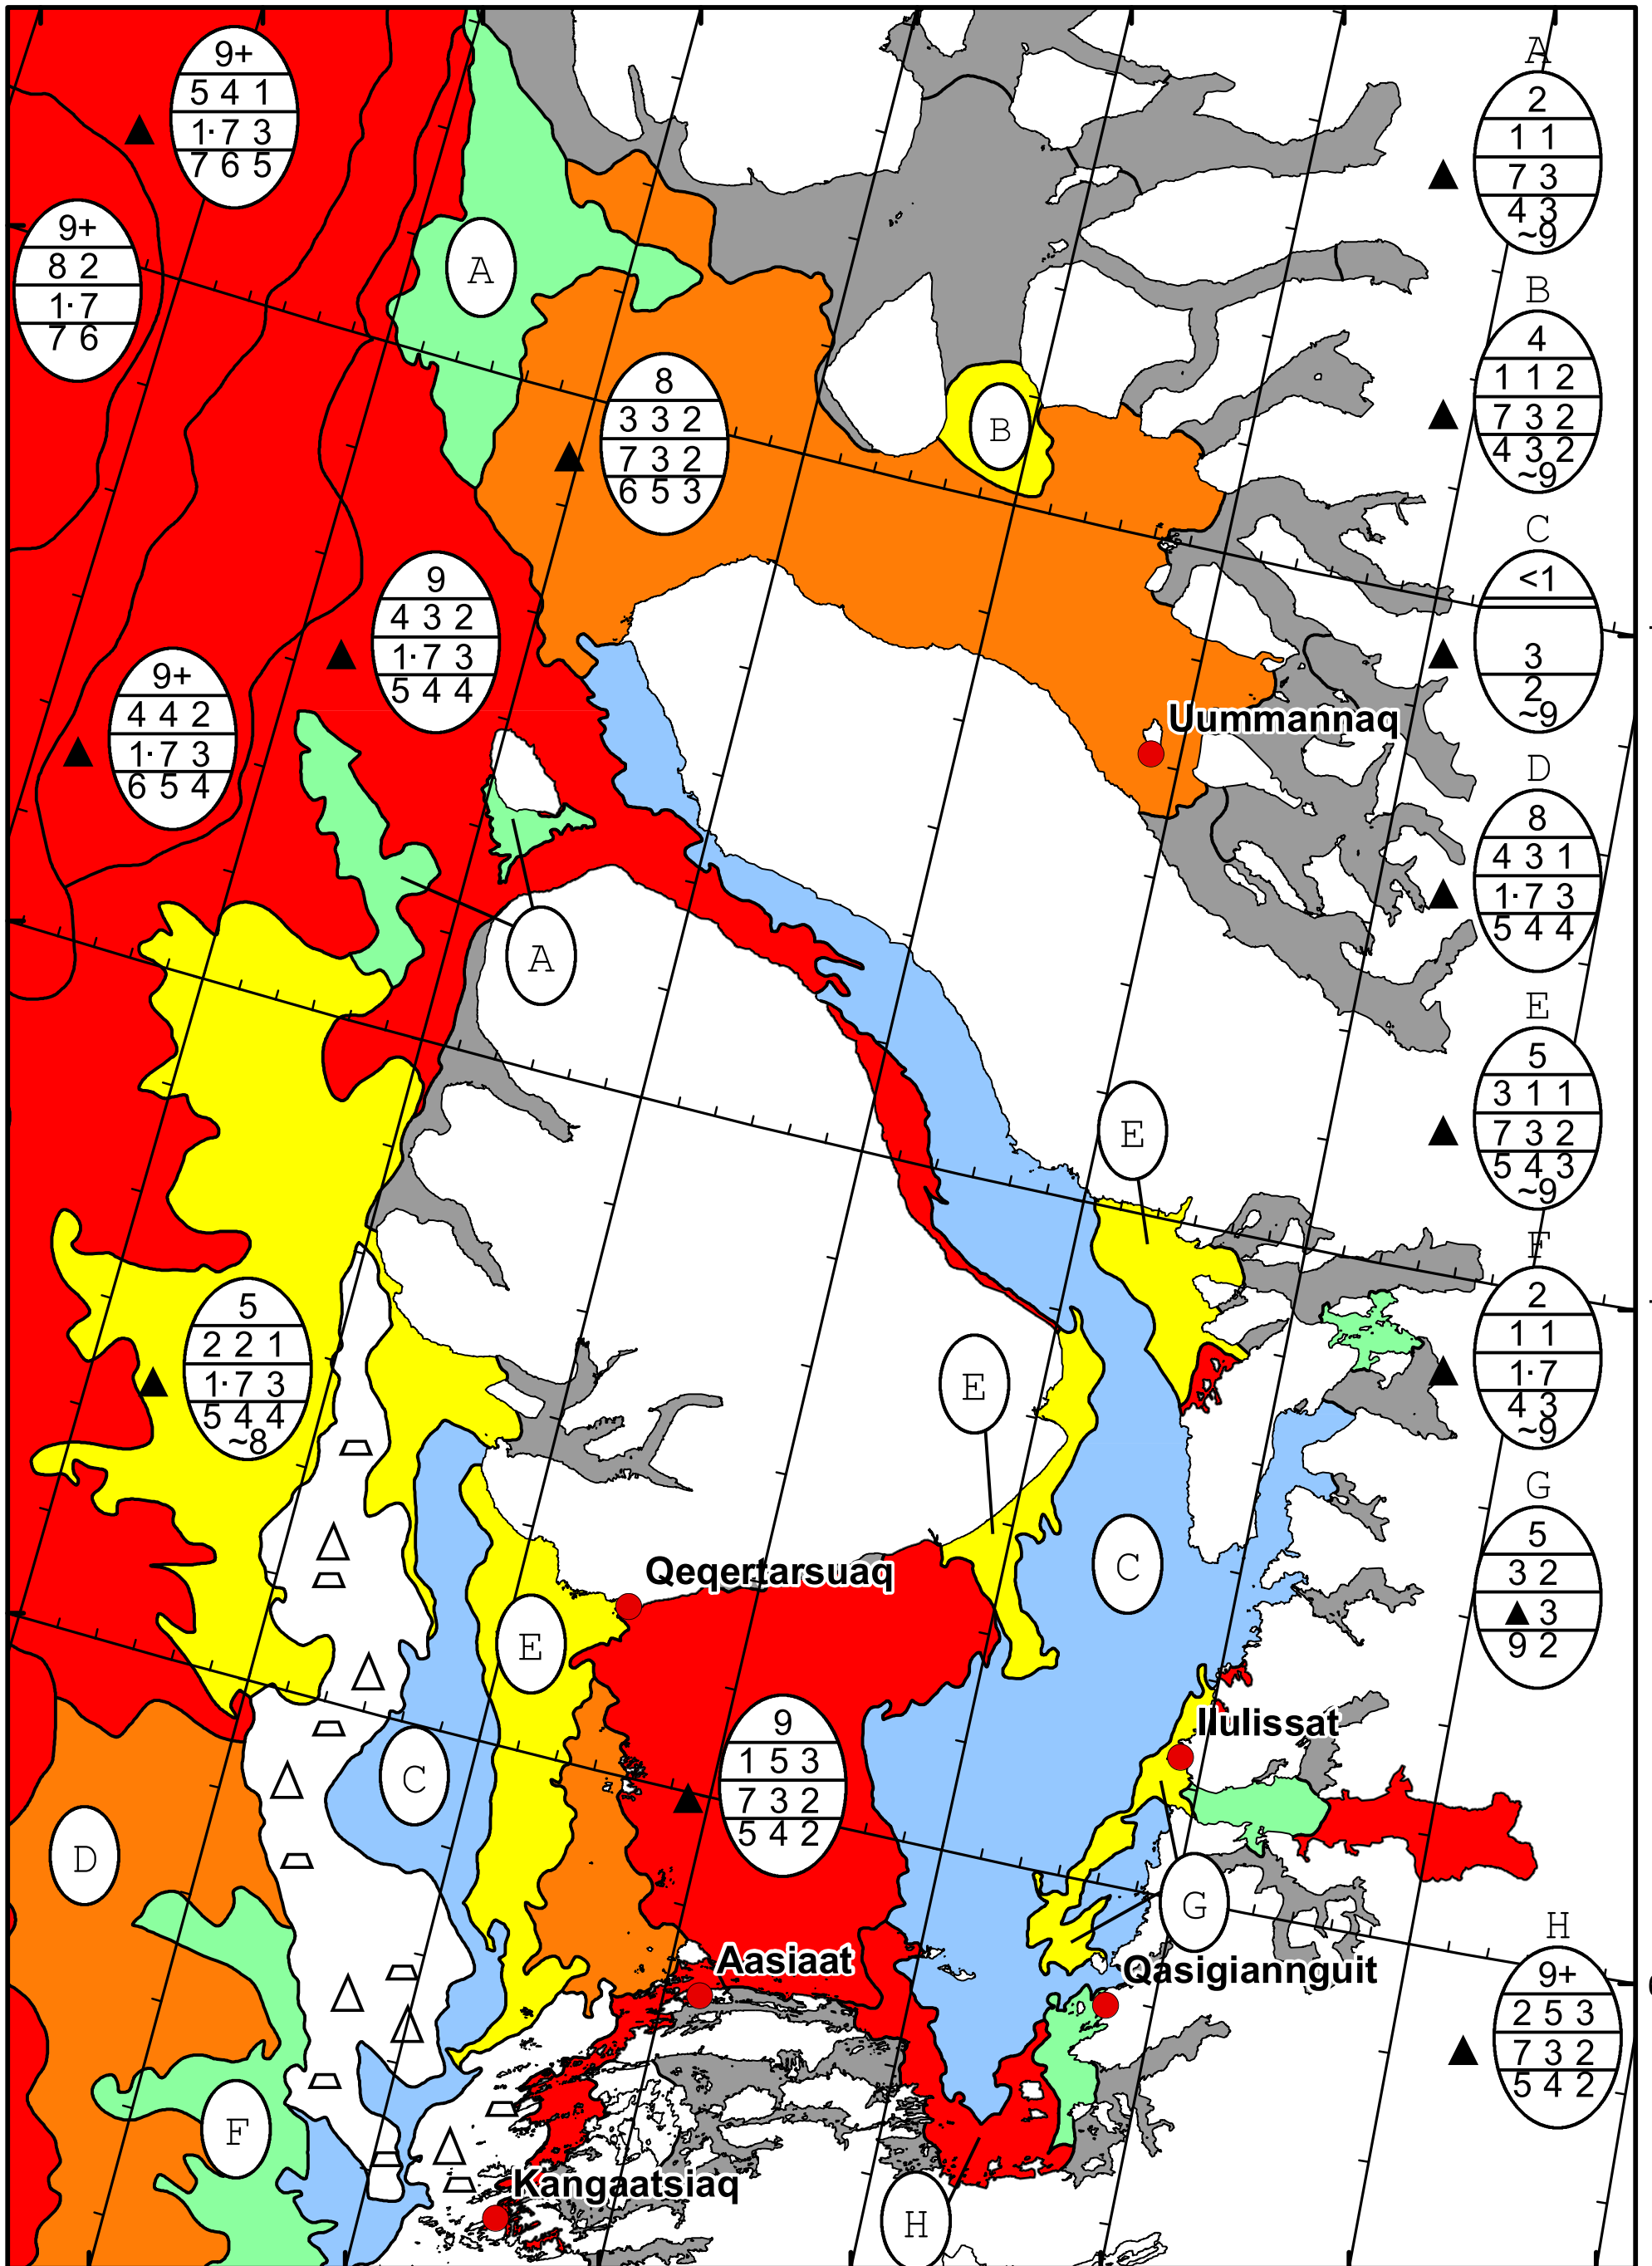 9+
5 4 1
1· 7 3
7 6 5
9+
8 2
1· 7
7 6
A
8
3 3 2
7 3 2
6 5 3
B
9
4 3 2
1· 7 3
5 4 4
9+
4 4 2
1· 7 3
6 5 4
Uummannaq
A
E
5
2 2 1
1· 7 3
5 4 4
~8
E
C
Qeqertarsuaq
E
Ilulissat
9
1 5 3
7 3 2
5 4 2
C
D
G
Aasiaat
Qasigiannguit
F
Kangaatsiaq
H
A
2
1 1
7 3
4 3
~9
B
4
1 1 2
7 3 2
4 3 2
~9
C
<1
3
2
~9
D
8
4 3 1
1· 7 3
5 4 4
E
5
3 1 1
7 3 2
5 4 3
~9
F
2
1 1
1· 7
4 3
~9
G
5
3 2
▲ 3
9 2
H
9+
2 5 3
7 3 2
5 4 2